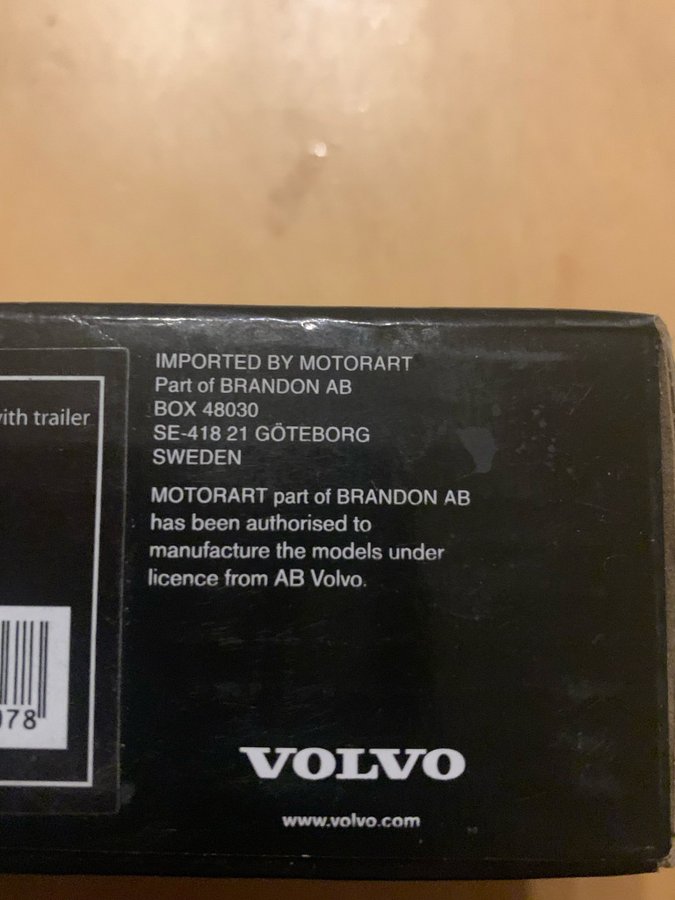 IMPORTED BY MOTORART
Part of BRANDON AB
BOX 48030
SE-418 21 GÖTEBORG
SWEDEN
MOTORART part of BRANDON AB
has been authorised to
manufacture the models under
licence from AB Volvo.
ith trailer
78
VOLVO
www.volvo.com